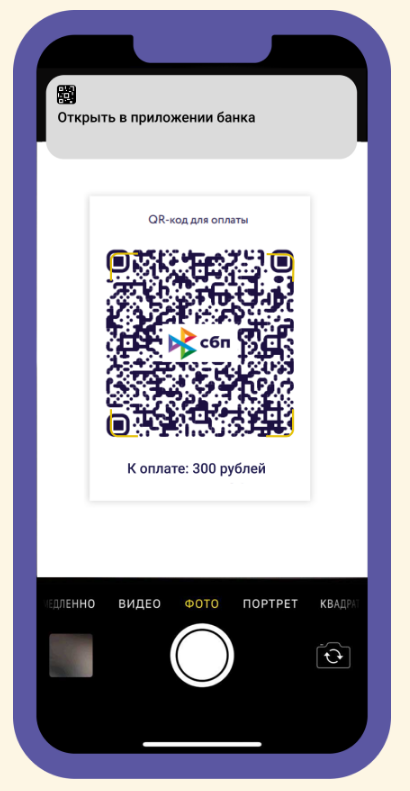 Открыть в приложении банка
QR-код для оплаты
сбп
К оплате: 300 рублей
ВИДЕО ФОТО ПОРТРЕТ